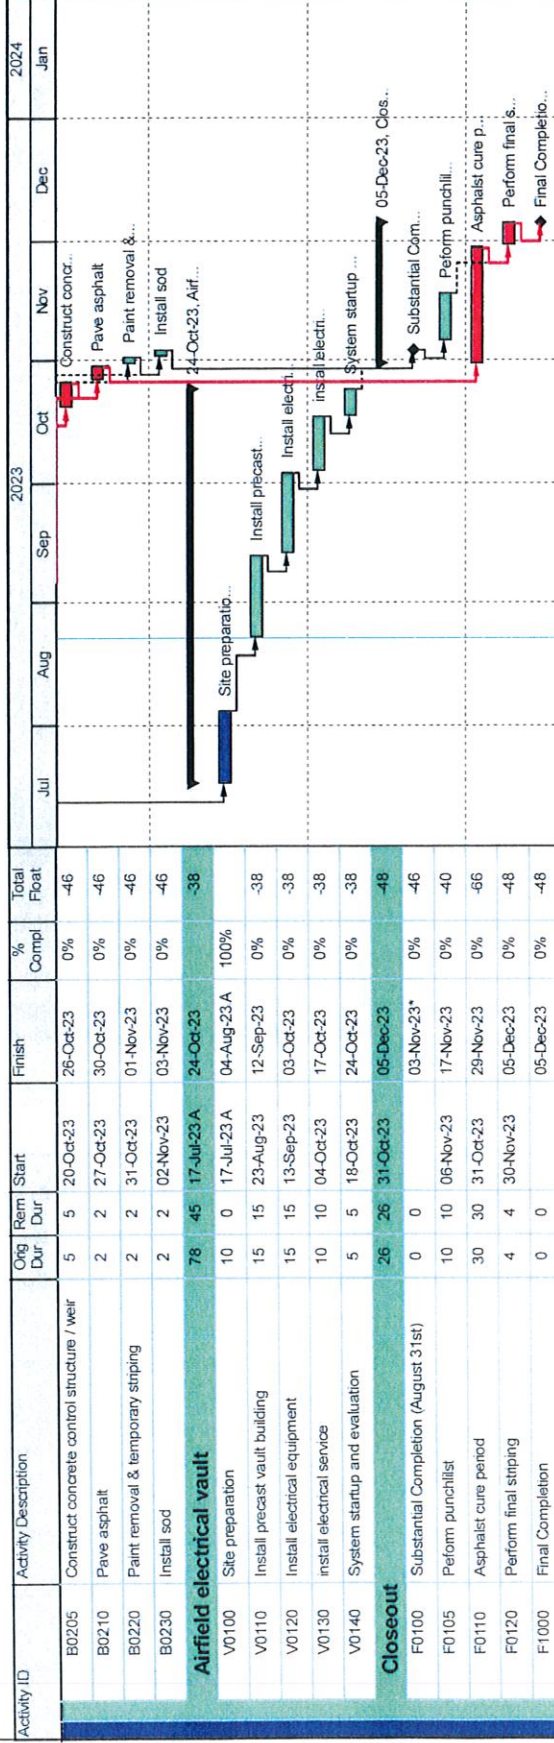 Activity ID Activity Description Orig Dur Rem Dur Start Finish % Compl Total Float
2023 2024
Jul Aug Sep Oct Nov Dec Jan
B0205 Construct concrete control structure / weir 5 5 20-Oct-23 26-Oct-23 0% -46 Construct concr...
B0210 Pave asphalt 2 2 27-Oct-23 30-Oct-23 0% -46 Pave asphalt
B0220 Paint removal & temporary striping 2 2 31-Oct-23 01-Nov-23 0% -46 Paint removal &...
B0230 Install sod 2 2 02-Nov-23 03-Nov-23 0% -46 Install sod
Airfield electrical vault 78 45 17-Jul-23 A 24-Oct-23 -38 24-Oct-23, Airf...
V0100 Site preparation 10 0 17-Jul-23 A 04-Aug-23 A 100% Site preparatio...
V0110 Install precast vault building 15 15 23-Aug-23 12-Sep-23 0% -38 Install precast...
V0120 Install electrical equipment 15 15 13-Sep-23 03-Oct-23 0% -38 Install electri...
V0130 install electrical service 10 10 04-Oct-23 17-Oct-23 0% -38 install electri...
V0140 System startup and evaluation 5 5 18-Oct-23 24-Oct-23 0% -38 System startup ...
Closeout 26 26 31-Oct-23 05-Dec-23 -48 05-Dec-23, Clos...
F0100 Substantial Completion (August 31st) 0 0 03-Nov-23* 0% -46 Substantial Com...
F0105 Peform punchlilst 10 10 06-Nov-23 17-Nov-23 0% -40 Peform punchlil...
F0110 Asphalst cure period 30 30 31-Oct-23 29-Nov-23 0% -66 Asphalst cure p...
F0120 Perform final striping 4 4 30-Nov-23 05-Dec-23 0% -48 Perform final s...
F1000 Final Completion 0 0 05-Dec-23 0% -48 Final Completio...